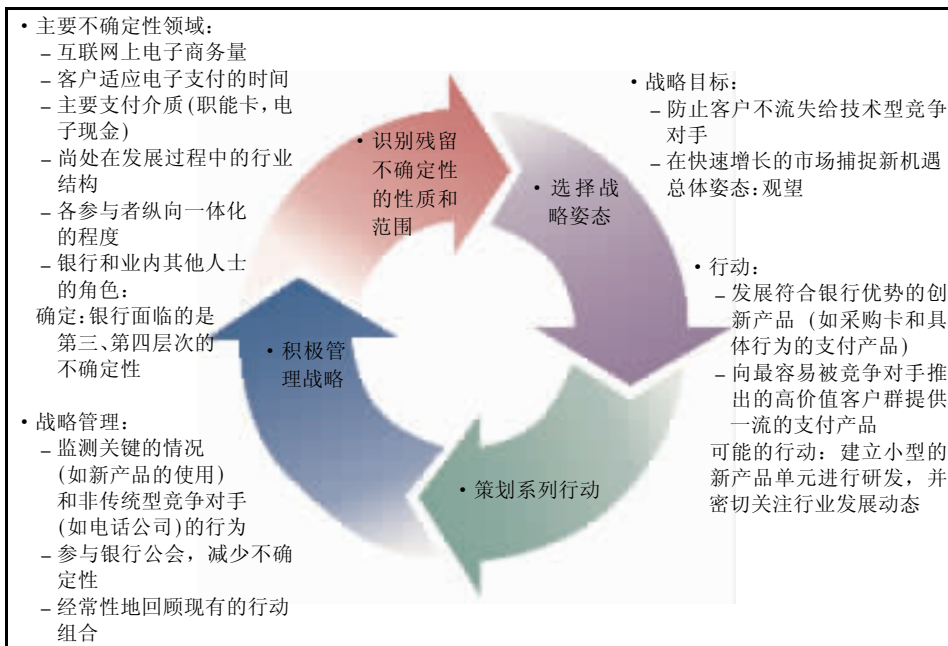 • 主要不确定性领域：
– 互联网上电子商务量
– 客户适应电子支付的时间
– 主要支付介质(职能卡，电
子现金)
– 尚处在发展过程中的行业
结构
– 各参与者纵向一体化
的程度
– 银行和业内其他人士
的角色：
确定：银行面临的是
第三、第四层次的
不确定性
• 识别残留
不确定性
的性质和
范围
• 选择战
略姿态
• 战略目标：
– 防止客户不流失给技术型竞争
对手
– 在快速增长的市场捕捉新机遇
总体姿态：观望
• 行动：
– 发展符合银行优势的创
新产品 (如采购卡和具
体行为的支付产品)
– 向最容易被竞争对手推
出的高价值客户群提供
一流的支付产品
可能的行动：建立小型的
新产品单元进行研发，并
密切关注行业发展动态
• 策划系列行动
• 积极管
理战略
• 战略管理：
– 监测关键的情况
(如新产品的使用)
和非传统型竞争对手
(如电话公司)的行为
– 参与银行公会，减少不确
定性
– 经常性地回顾现有的行动
组合